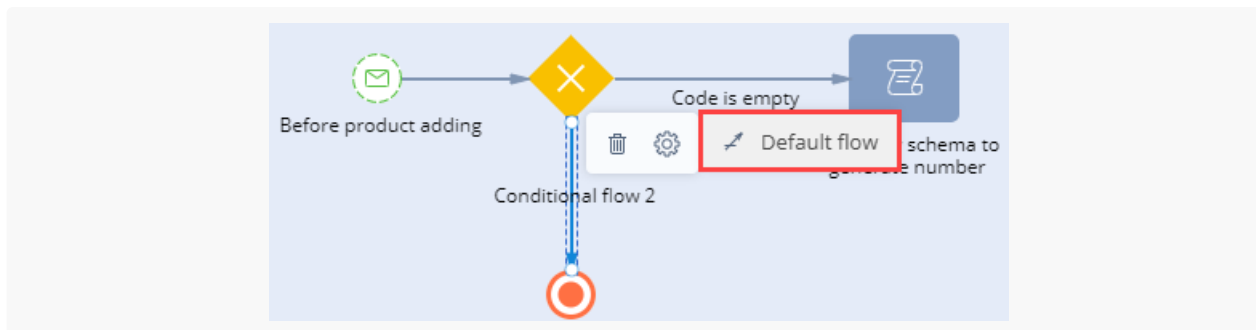 Code is empty
Before product adding
Default flow
schema to
generate number
Conditional flow 2